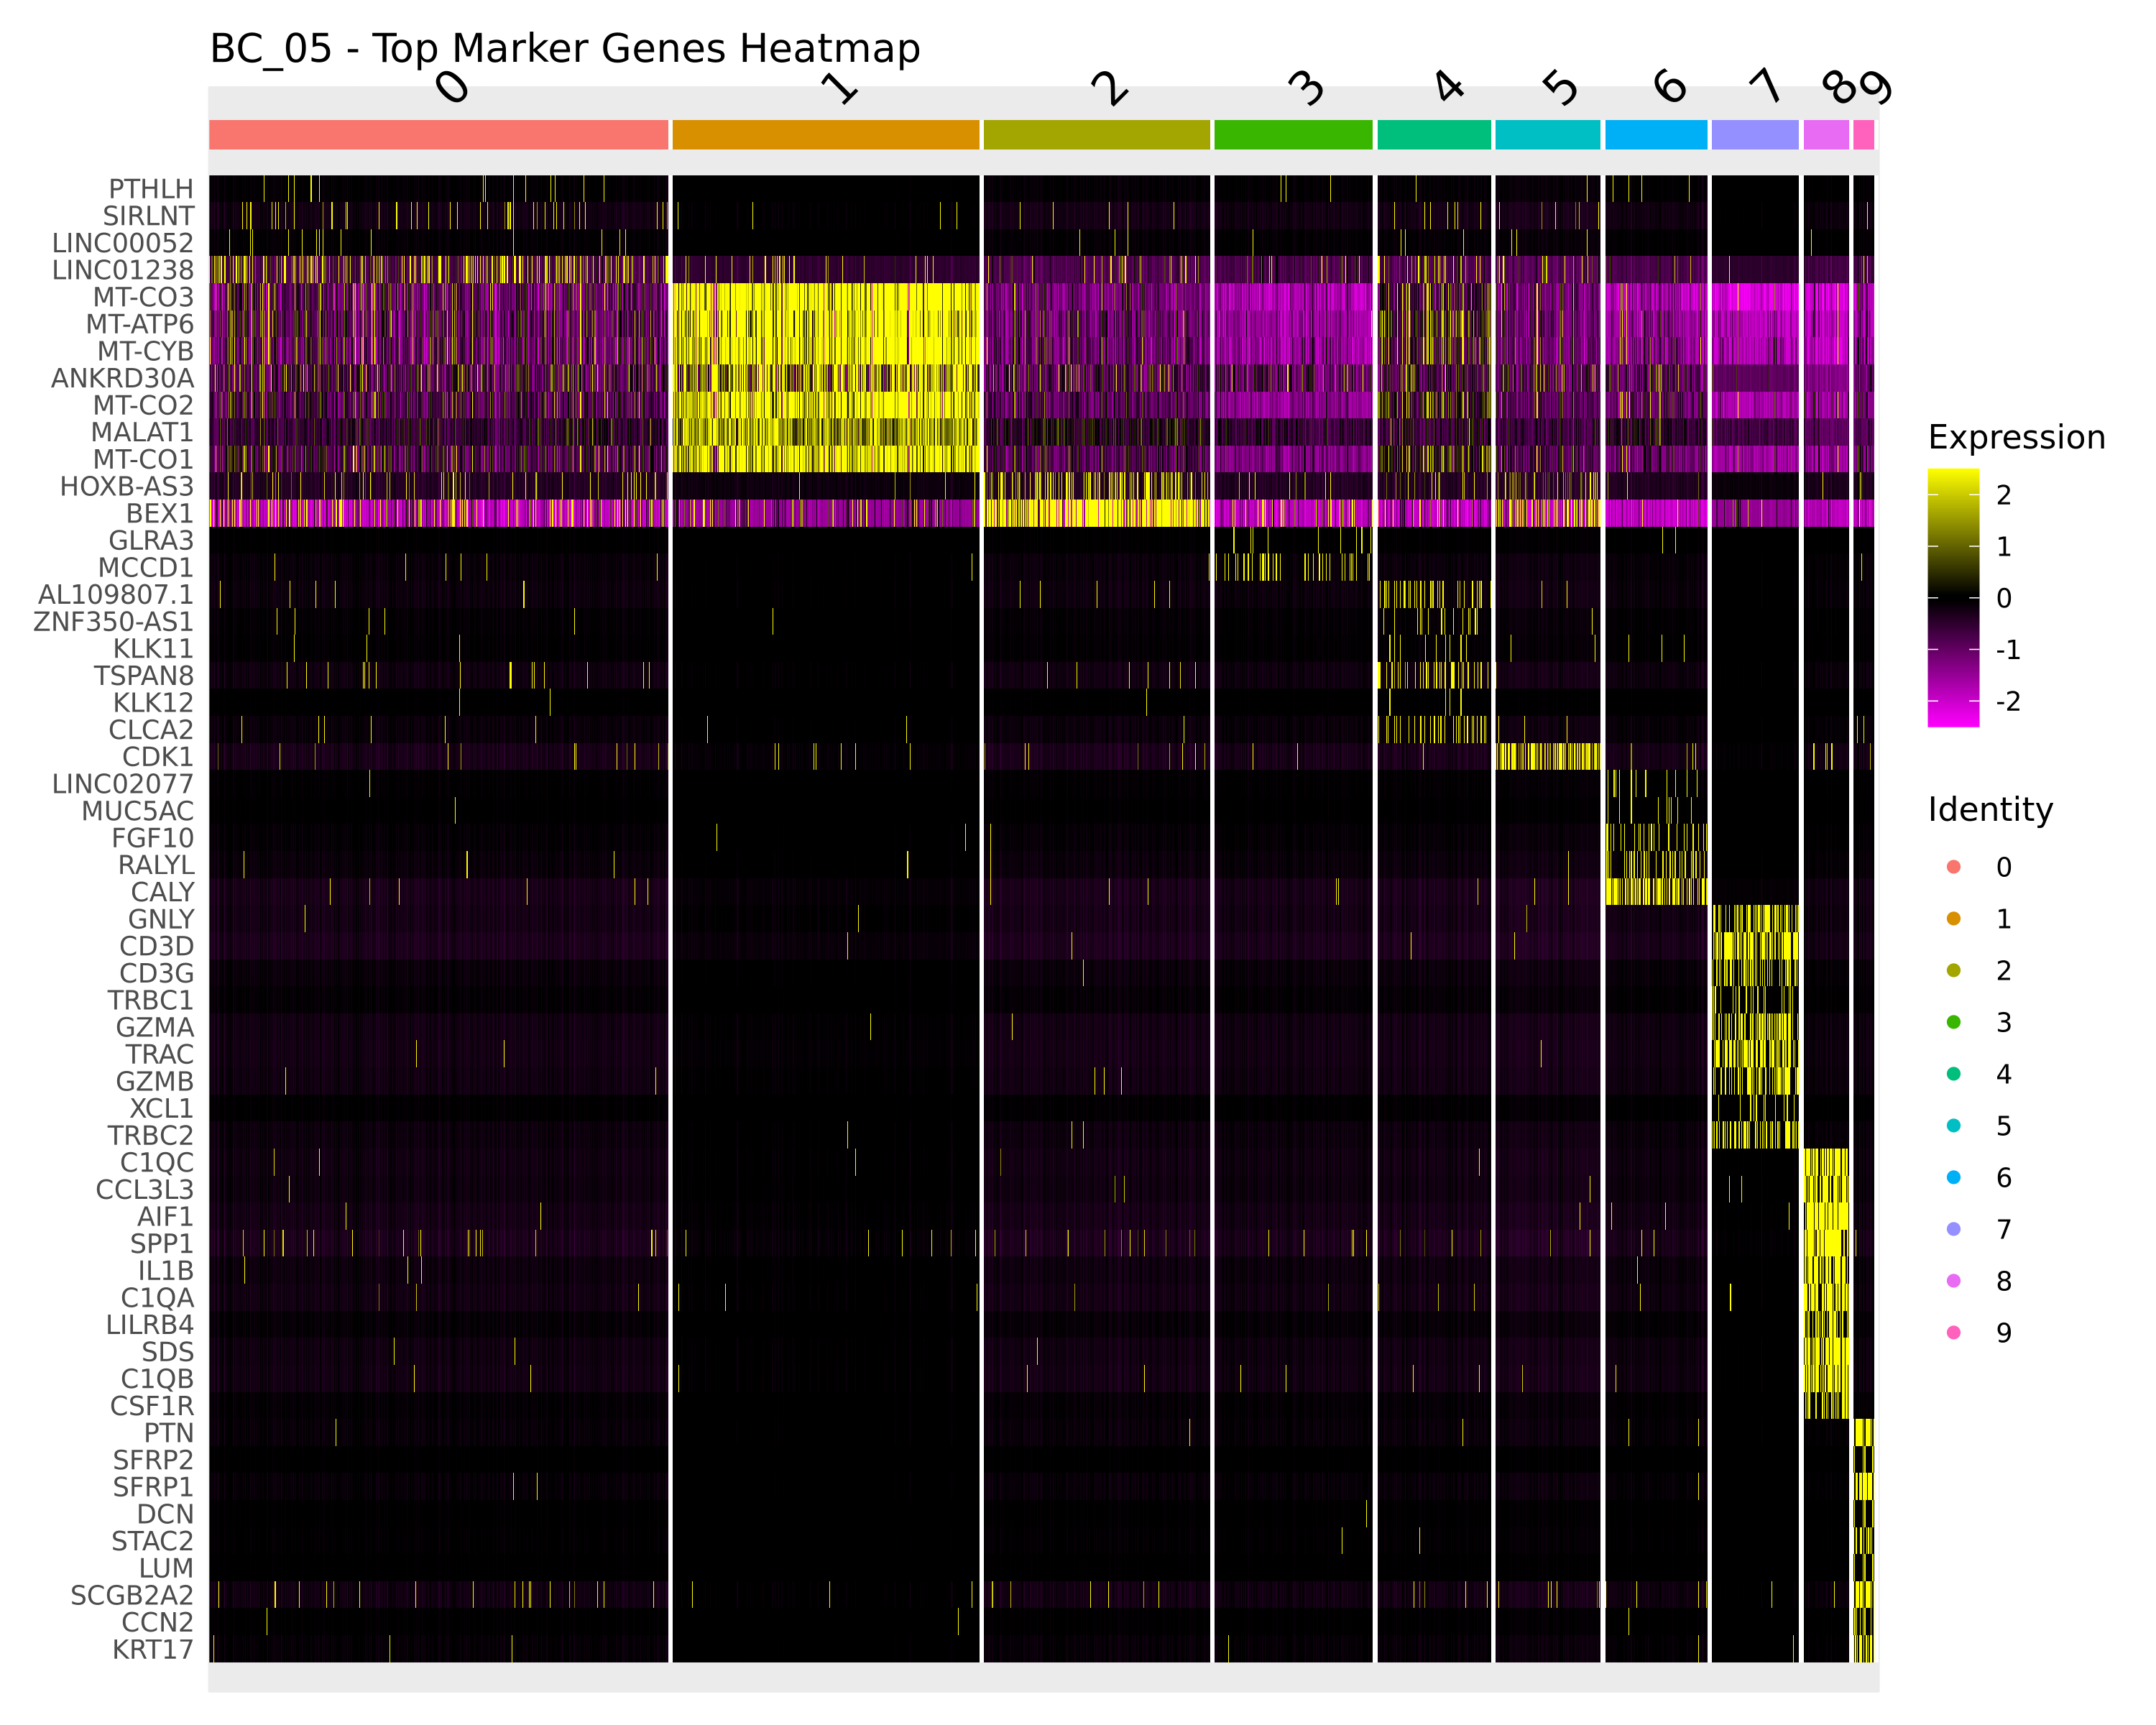 BC_05 - Top Marker Genes Heatmap
0 1 2 3 4 5 6 7 8 9
PTHLH
SIRLNT
LINC00052
LINC01238
MT-CO3
MT-ATP6
MT-CYB
ANKRD30A
MT-CO2
MALAT1
MT-CO1
HOXB-AS3
BEX1
GLRA3
MCCD1
AL109807.1
ZNF350-AS1
KLK11
TSPAN8
KLK12
CLCA2
CDK1
LINC02077
MUC5AC
FGF10
RALYL
CALY
GNLY
CD3D
CD3G
TRBC1
GZMA
TRAC
GZMB
XCL1
TRBC2
C1QC
CCL3L3
AIF1
SPP1
IL1B
C1QA
LILRB4
SDS
C1QB
CSF1R
PTN
SFRP2
SFRP1
DCN
STAC2
LUM
SCGB2A2
CCN2
KRT17
Expression
2
1
0
-1
-2
Identity
0
1
2
3
4
5
6
7
8
9